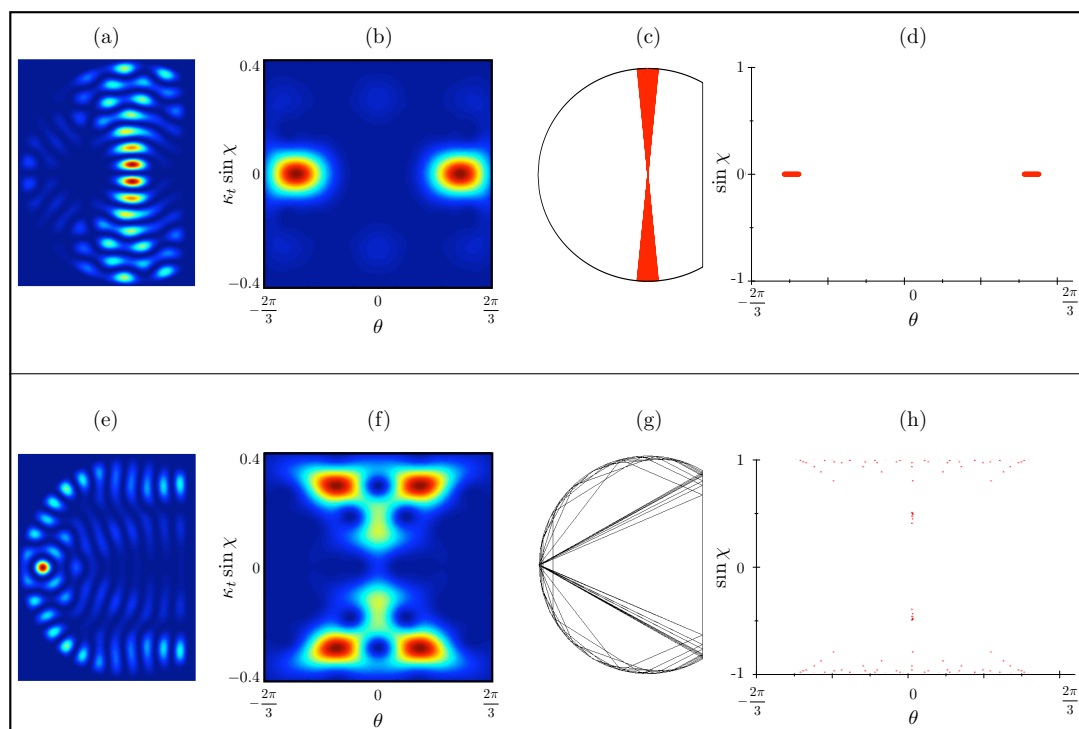 (a) (b) (c) (d)
0.4
κ_t sin χ
0
−0.4
−2π/3 0 2π/3
θ
1
sin χ
0
-1
−2π/3 0 2π/3
θ
(e) (f) (g) (h)
0.4
κ_t sin χ
0
−0.4
−2π/3 0 2π/3
θ
1
sin χ
0
-1
−2π/3 0 2π/3
θ